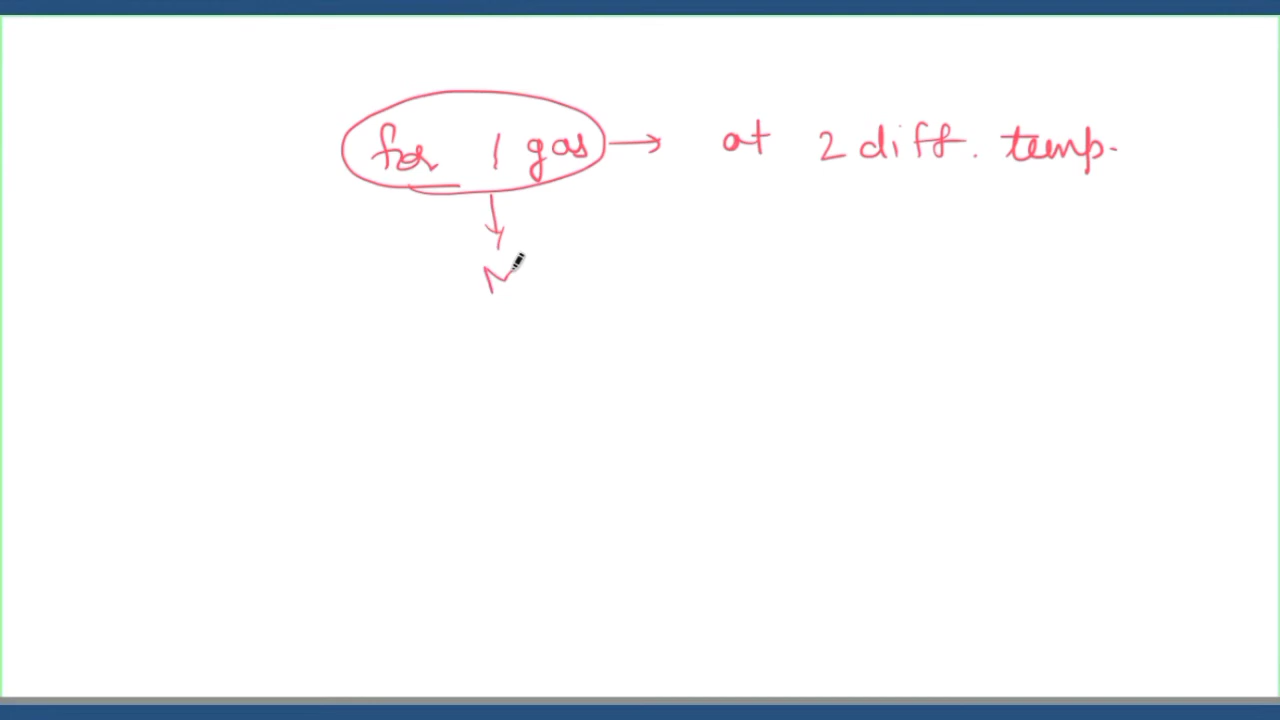 for 1 gas → at 2 diff. temp.